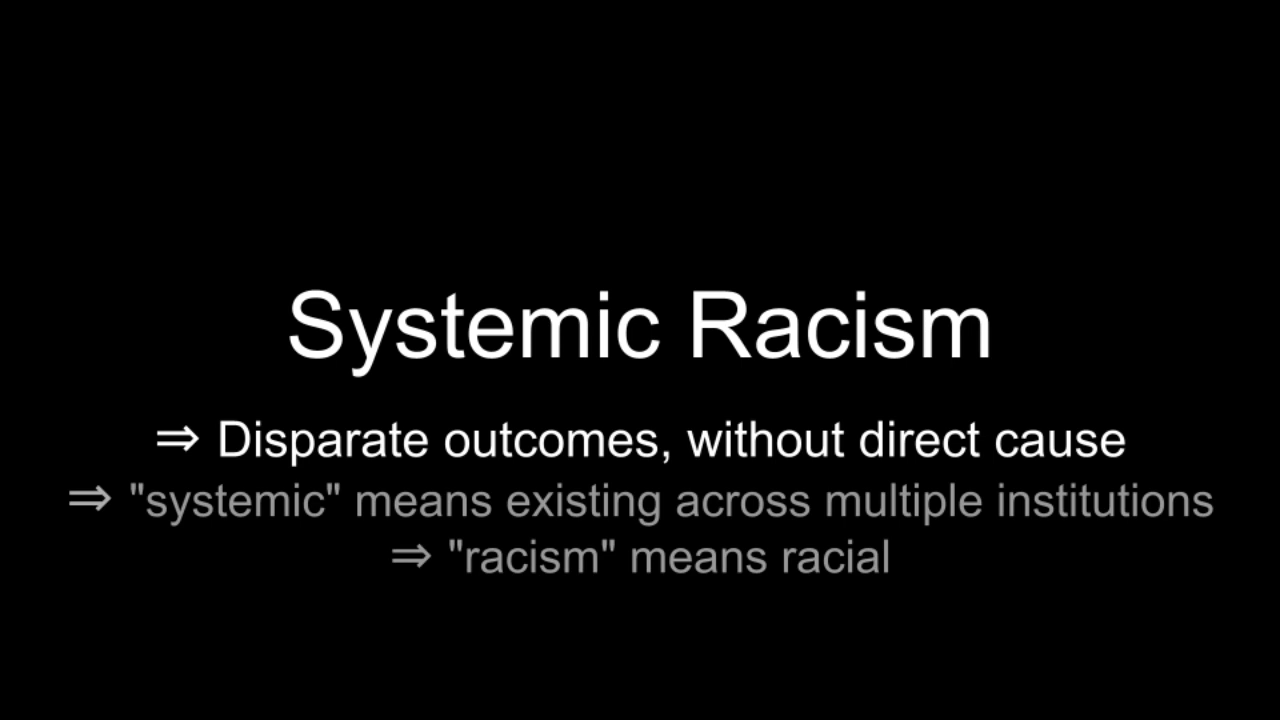 Systemic Racism
⇒ Disparate outcomes, without direct cause
⇒ "systemic" means existing across multiple institutions
⇒ "racism" means racial